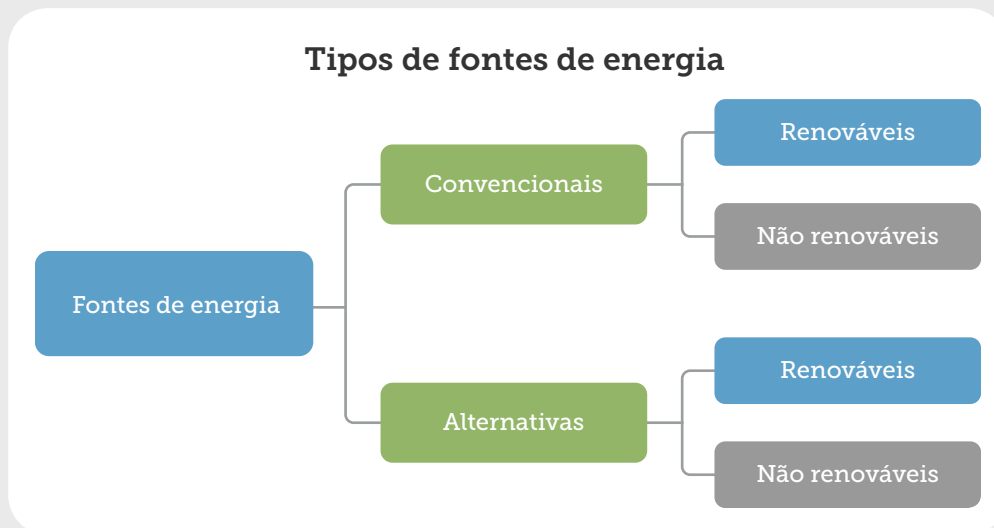 Tipos de fontes de energia
Fontes de energia
Convencionais
Renováveis
Não renováveis
Alternativas
Renováveis
Não renováveis